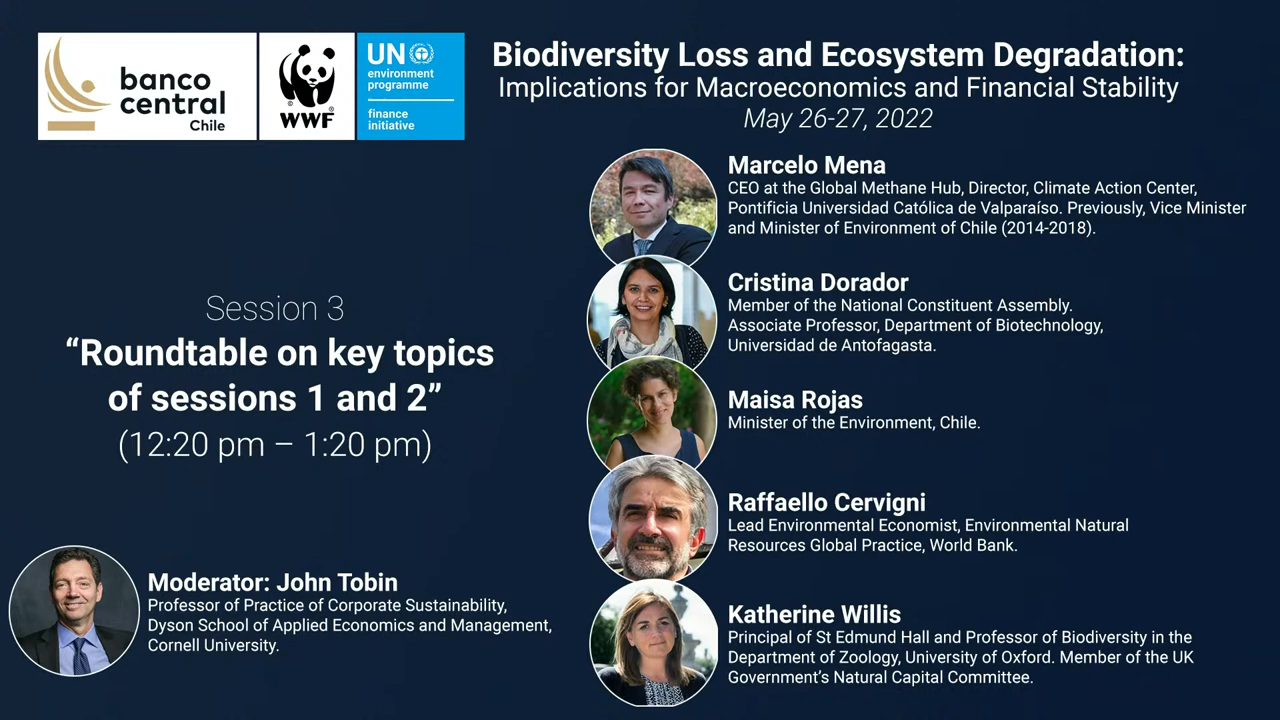 banco
central
Chile
WWF
UN
environment
programme
finance
initiative
Biodiversity Loss and Ecosystem Degradation:
Implications for Macroeconomics and Financial Stability
May 26-27, 2022
Session 3
“Roundtable on key topics
of sessions 1 and 2”
(12:20 pm – 1:20 pm)
Moderator: John Tobin
Professor of Practice of Corporate Sustainability,
Dyson School of Applied Economics and Management,
Cornell University.
Marcelo Mena
CEO at the Global Methane Hub, Director, Climate Action Center,
Pontificia Universidad Católica de Valparaíso. Previously, Vice Minister
and Minister of Environment of Chile (2014-2018).
Cristina Dorador
Member of the National Constituent Assembly.
Associate Professor, Department of Biotechnology,
Universidad de Antofagasta.
Maisa Rojas
Minister of the Environment, Chile.
Raffaello Cervigni
Lead Environmental Economist, Environmental Natural
Resources Global Practice, World Bank.
Katherine Willis
Principal of St Edmund Hall and Professor of Biodiversity in the
Department of Zoology, University of Oxford. Member of the UK
Government’s Natural Capital Committee.